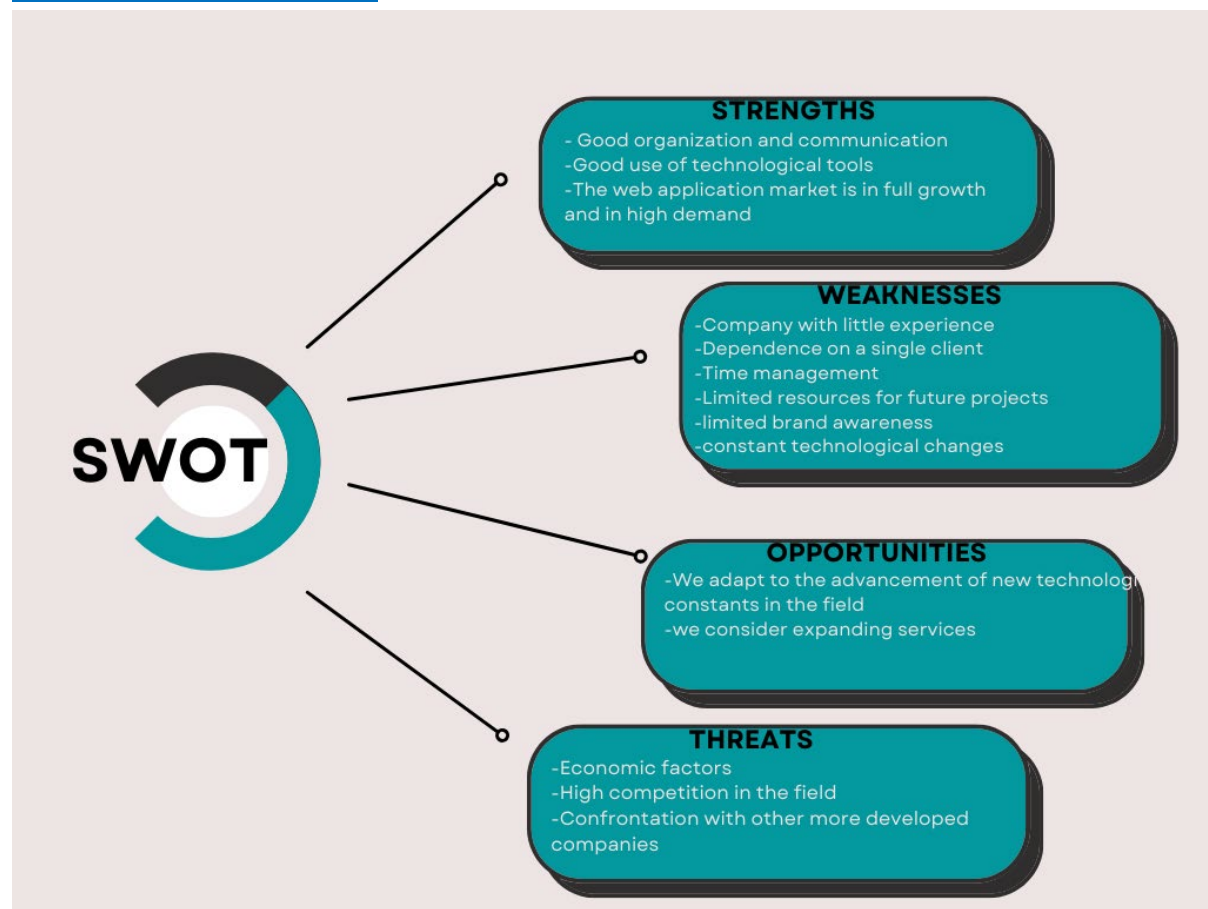 SWOT
STRENGTHS
- Good organization and communication
-Good use of technological tools
-The web application market is in full growth
and in high demand
WEAKNESSES
-Company with little experience
-Dependence on a single client
-Time management
-Limited resources for future projects
-limited brand awareness
-constant technological changes
OPPORTUNITIES
-We adapt to the advancement of new technologi
constants in the field
-we consider expanding services
THREATS
-Economic factors
-High competition in the field
-Confrontation with other more developed
companies